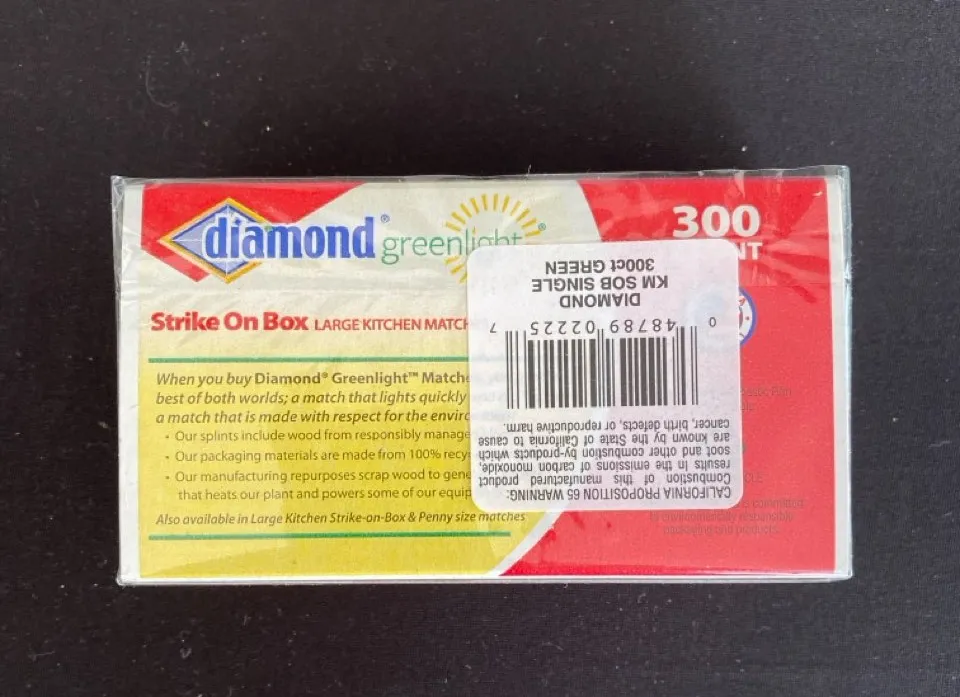 diamond® greenlight®
300
NT
Strike On Box LARGE KITCHEN MATCH
When you buy Diamond® Greenlight™ Matche
best of both worlds; a match that lights quickly
a match that is made with respect for the enviro
• Our splints include wood from responsibly manage
• Our packaging materials are made from 100% recyc
• Our manufacturing repurposes scrap wood to gene
that heats our plant and powers some of our equip
Also available in Large Kitchen Strike-on-Box & Penny size matches
CALIFORNIA PROPOSITION 65 WARNING:
Combustion of this manufactured product
results in the emissions of carbon monoxide,
soot and other combustion by-products which
are known by the State of California to cause
cancer, birth defects, or reproductive harm.
0 48789 02225 7
DIAMOND
KM SOB SINGLE
300ct GREEN